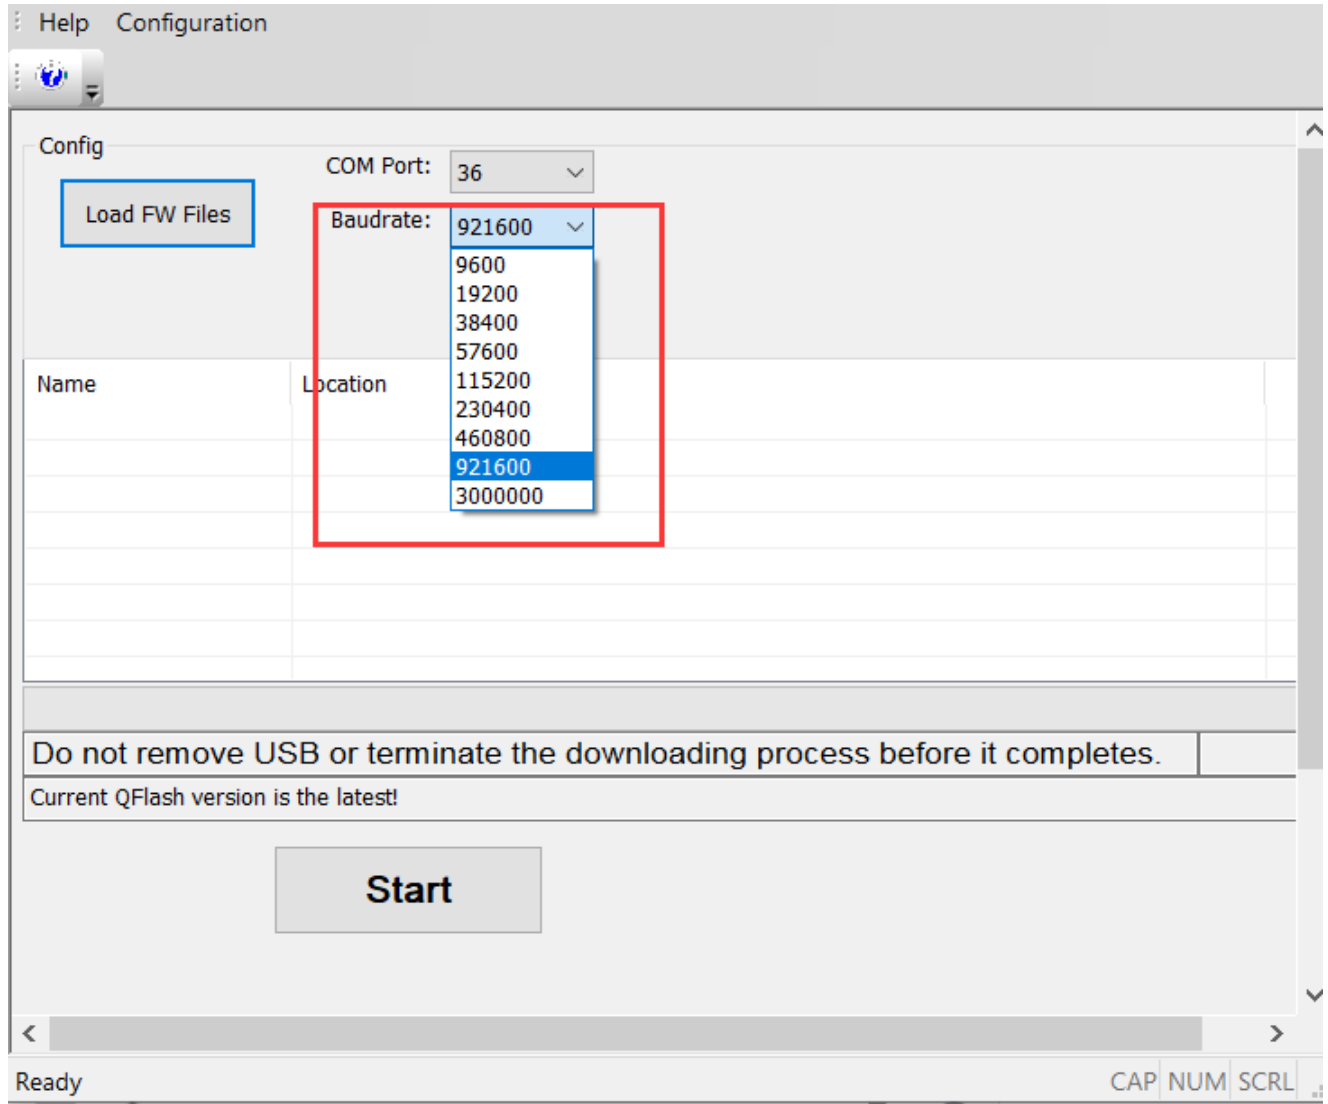 Help Configuration
Config
COM Port: 36
Load FW Files
Baudrate: 921600
9600
19200
38400
57600
115200
230400
460800
921600
3000000
Name Location
Do not remove USB or terminate the downloading process before it completes.
Current QFlash version is the latest!
Start
Ready CAP NUM SCRL